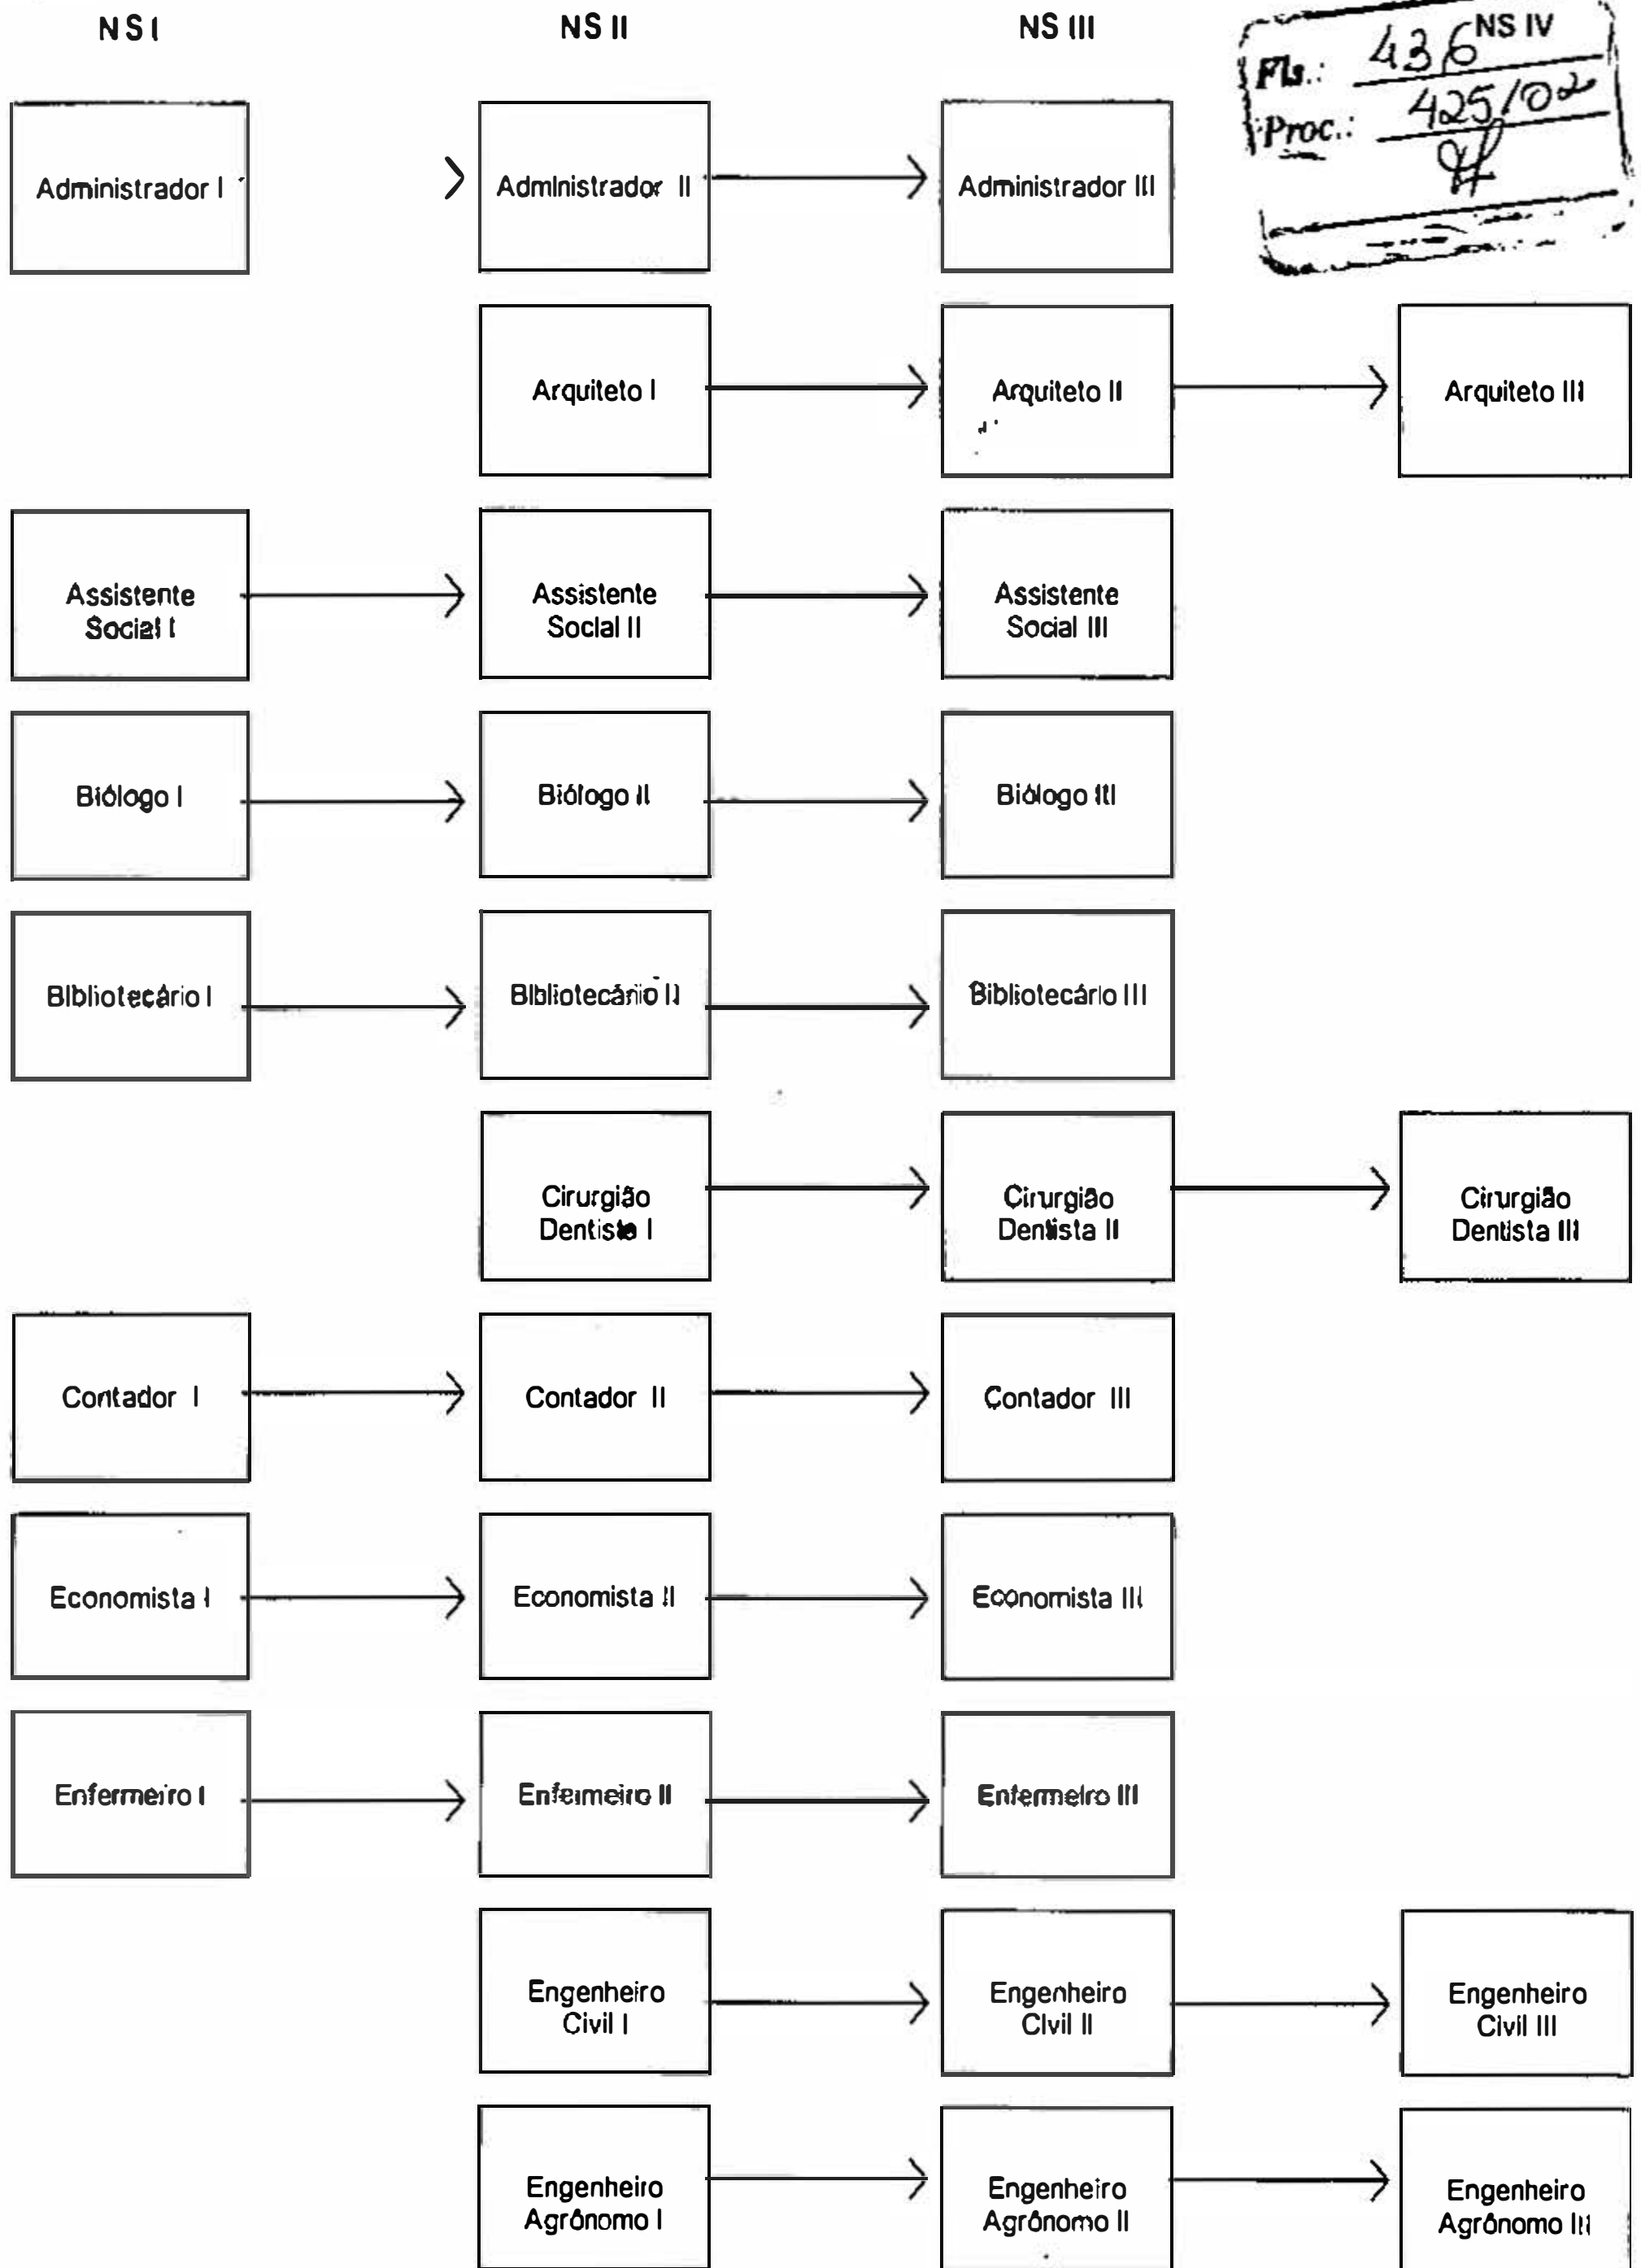 NS I NS II NS III NS IV
Fls.: 436
Proc.: 425/02
Administrador I Administrador II Administrador III
Arquiteto I Arquiteto II Arquiteto III
Assistente Assistente Assistente
Social I Social II Social III
Biólogo I Biólogo II Biólogo III
Bibliotecário I Bibliotecário II Bibliotecário III
Cirurgião Cirurgião Cirurgião
Dentista I Dentista II Dentista III
Contador I Contador II Contador III
Economista I Economista II Economista III
Enfermeiro I Enfermeiro II Enfermeiro III
Engenheiro Engenheiro Engenheiro
Civil I Civil II Civil III
Engenheiro Engenheiro Engenheiro
Agrônomo I Agrônomo II Agrônomo III